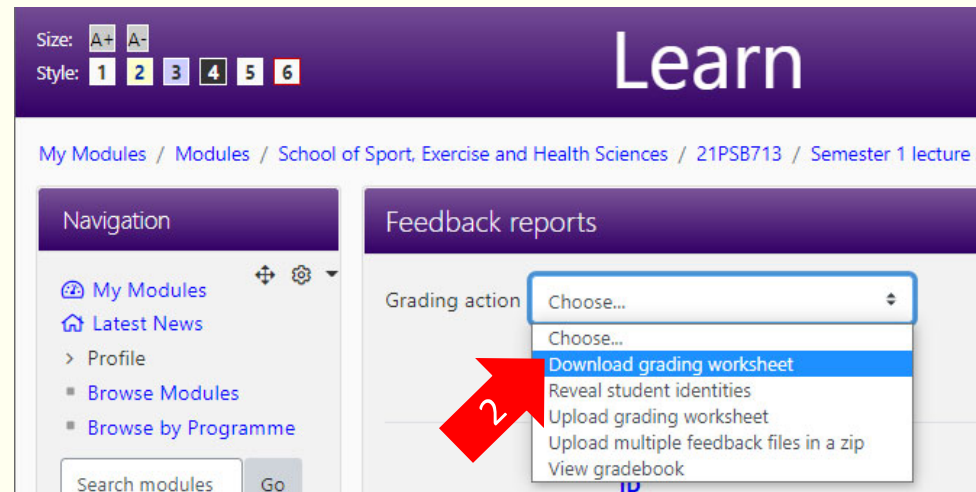 Size: A+ A-
Style: 1 2 3 4 5 6
Learn
My Modules / Modules / School of Sport, Exercise and Health Sciences / 21PSB713 / Semester 1 lecture
Navigation
My Modules
Latest News
Profile
Browse Modules
Browse by Programme
Search modules Go
Feedback reports
Grading action Choose...
Choose...
Download grading worksheet
Reveal student identities
Upload grading worksheet
Upload multiple feedback files in a zip
View gradebook
2
ID